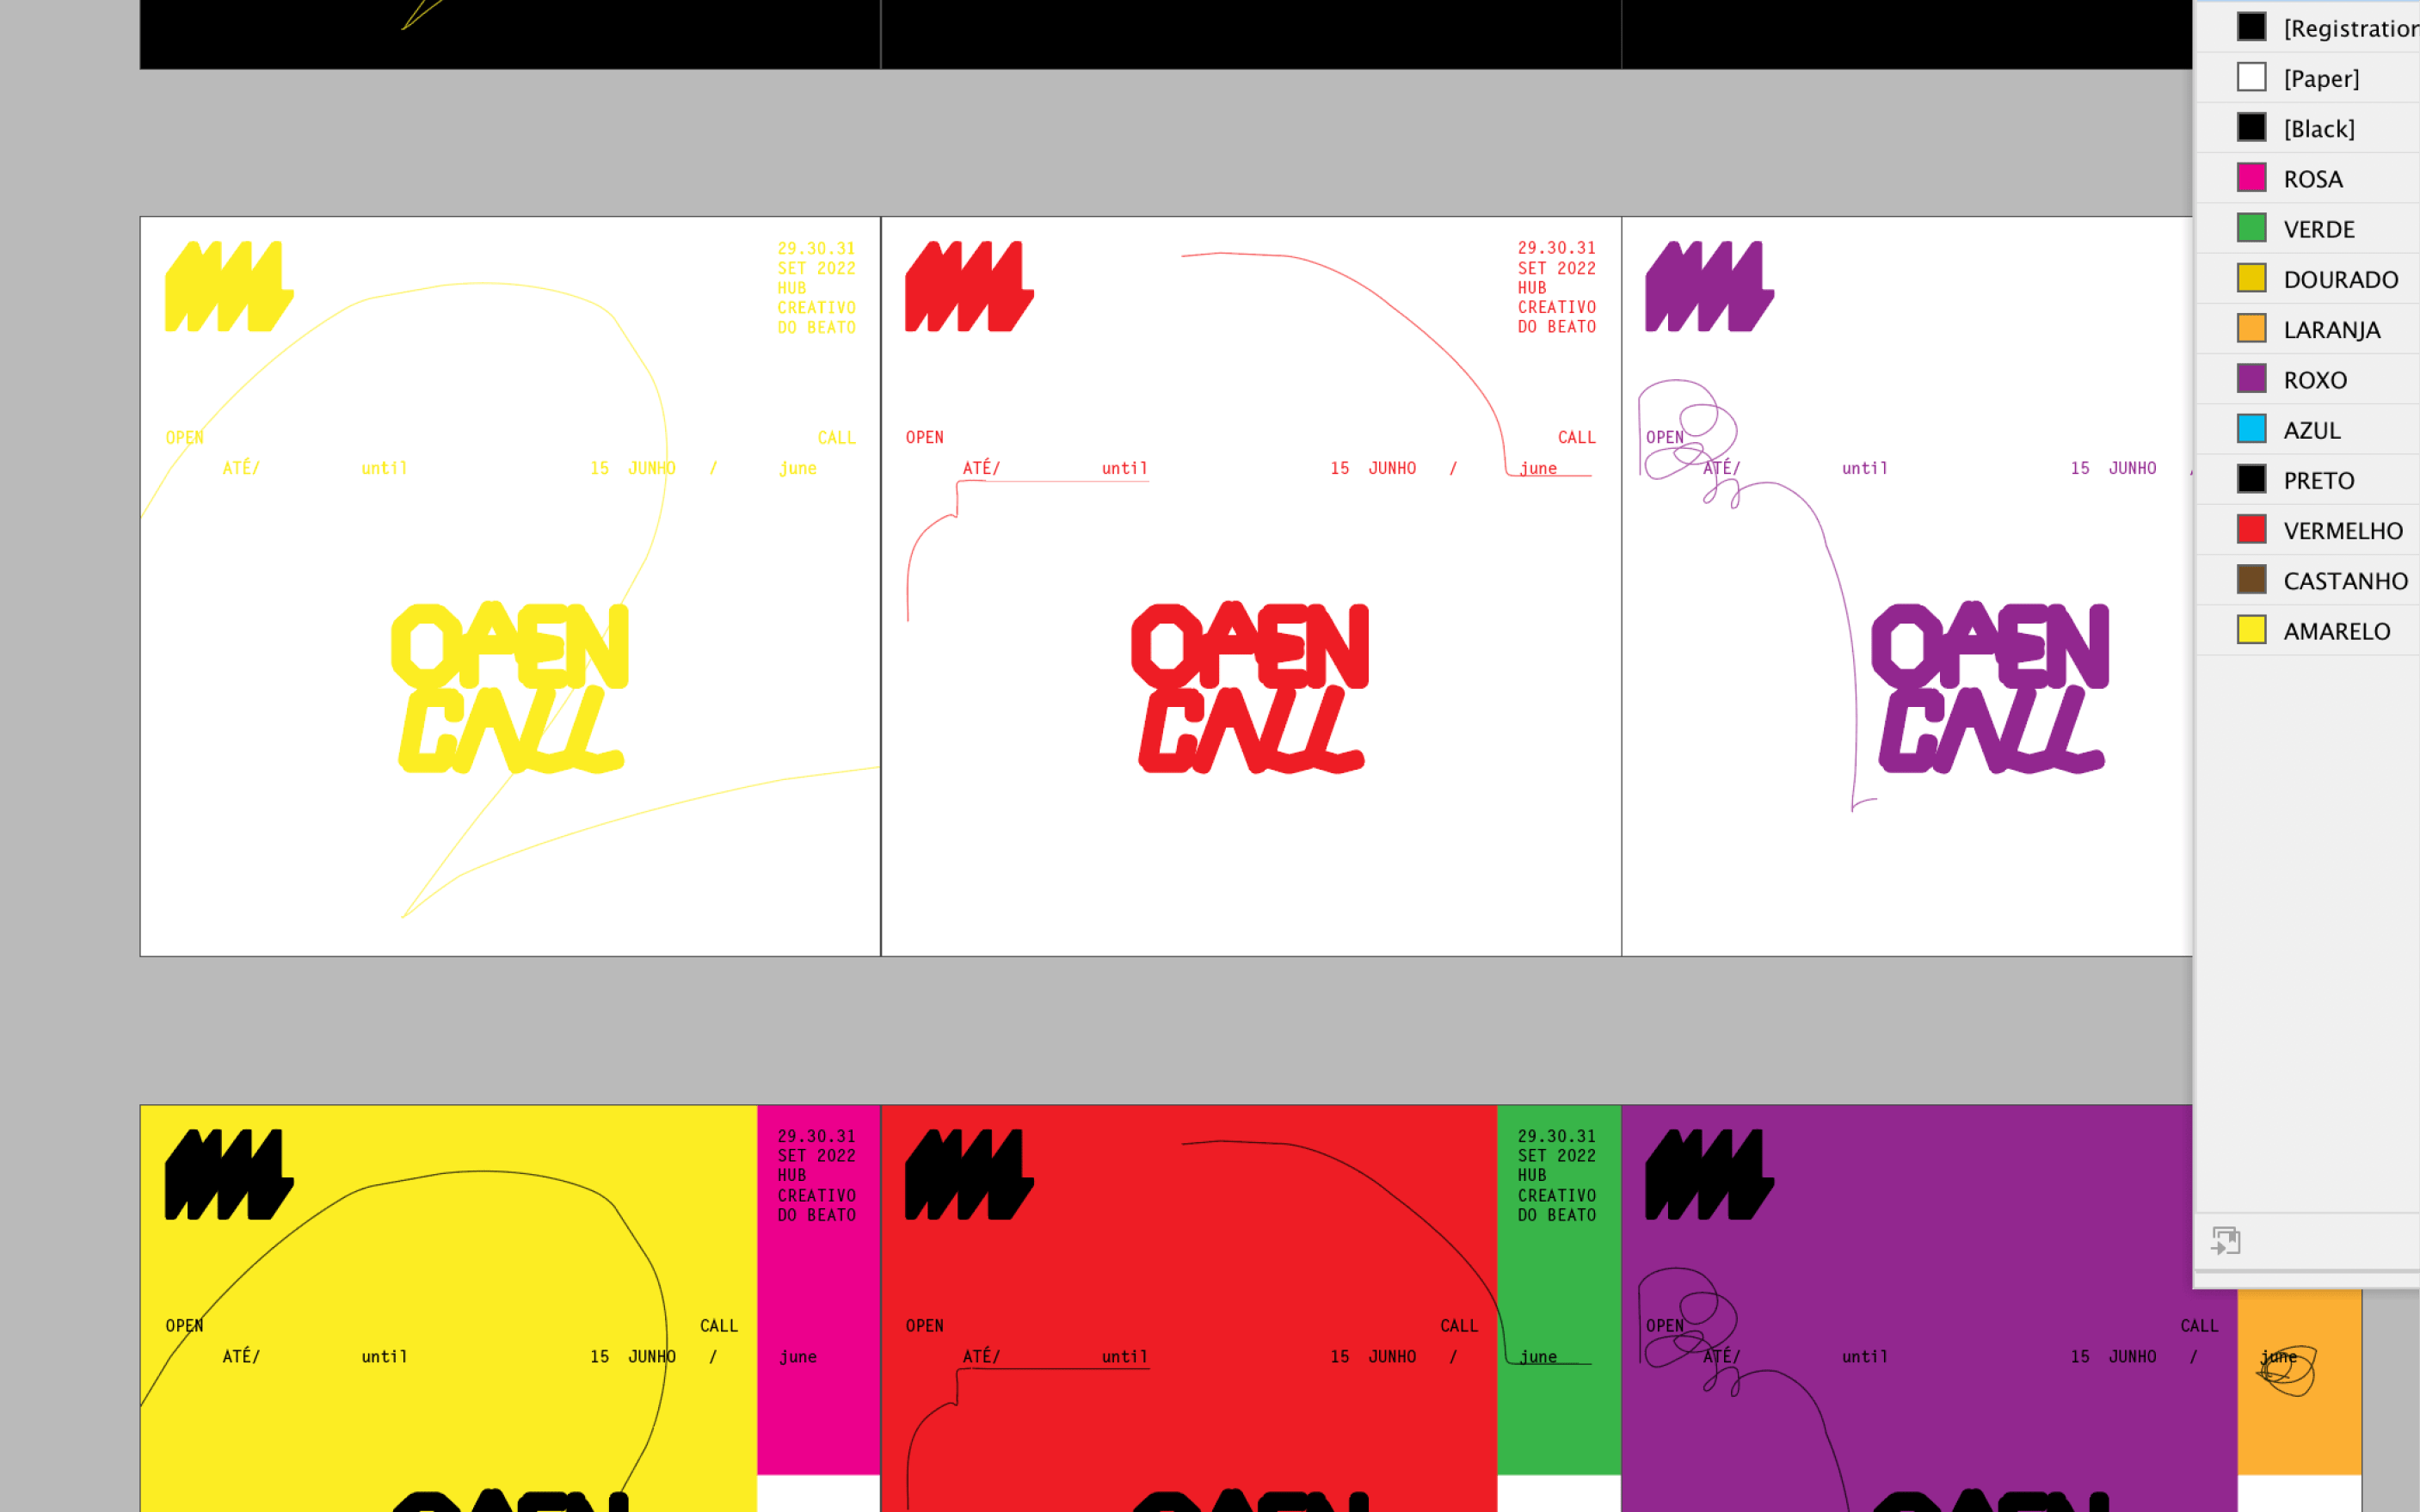 29.30.31
SET 2022
HUB
CREATIVO
DO BEATO
OPEN CALL
ATÉ/ until 15 JUNHO / june
OPEN
CALL
29.30.31
SET 2022
HUB
CREATIVO
DO BEATO
OPEN CALL
ATÉ/ until 15 JUNHO / june
OPEN
CALL
OPEN
ATÉ/ until 15 JUNHO /
OPEN
CALL
29.30.31
SET 2022
HUB
CREATIVO
DO BEATO
OPEN CALL
ATÉ/ until 15 JUNHO / june
OPEN
29.30.31
SET 2022
HUB
CREATIVO
DO BEATO
OPEN CALL
ATÉ/ until 15 JUNHO / june
OPEN
OPEN CALL
ATÉ/ until 15 JUNHO / june
OPEN
[Registration
[Paper]
[Black]
ROSA
VERDE
DOURADO
LARANJA
ROXO
AZUL
PRETO
VERMELHO
CASTANHO
AMARELO